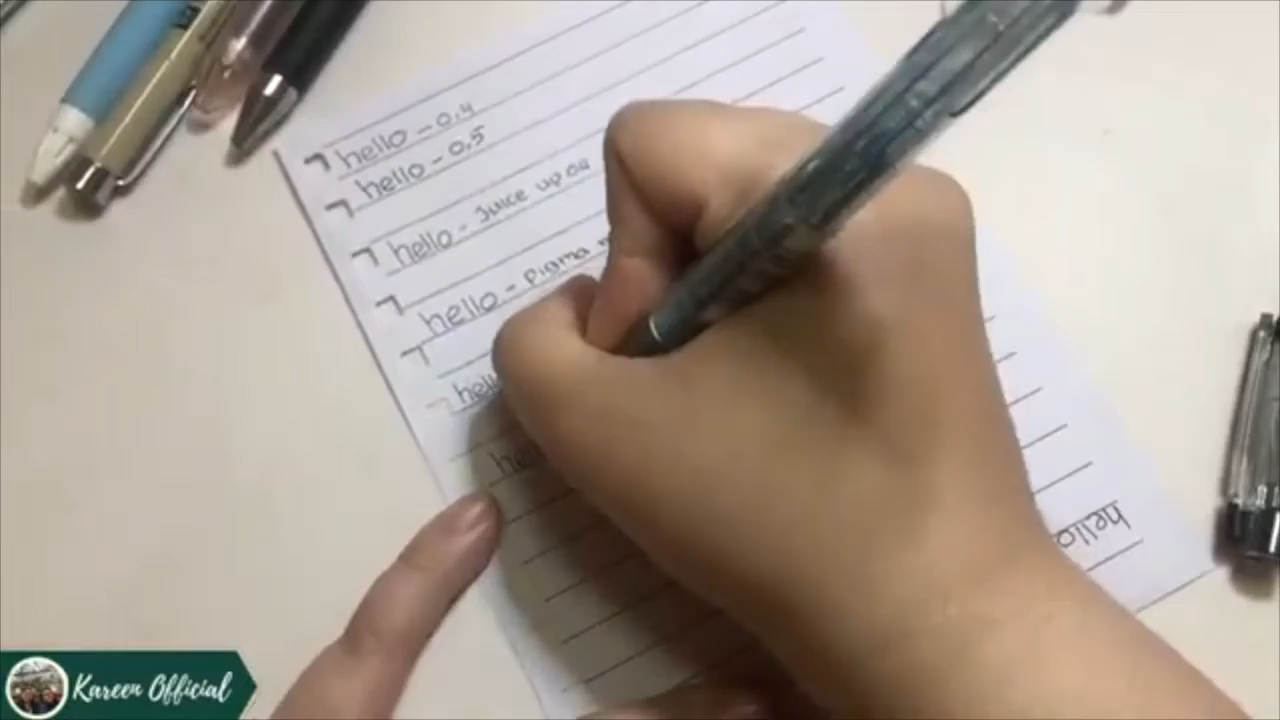 hello - 0.4
hello - 0.5
hello - Juice up 04
hello - pigma
hello
Kareen Official